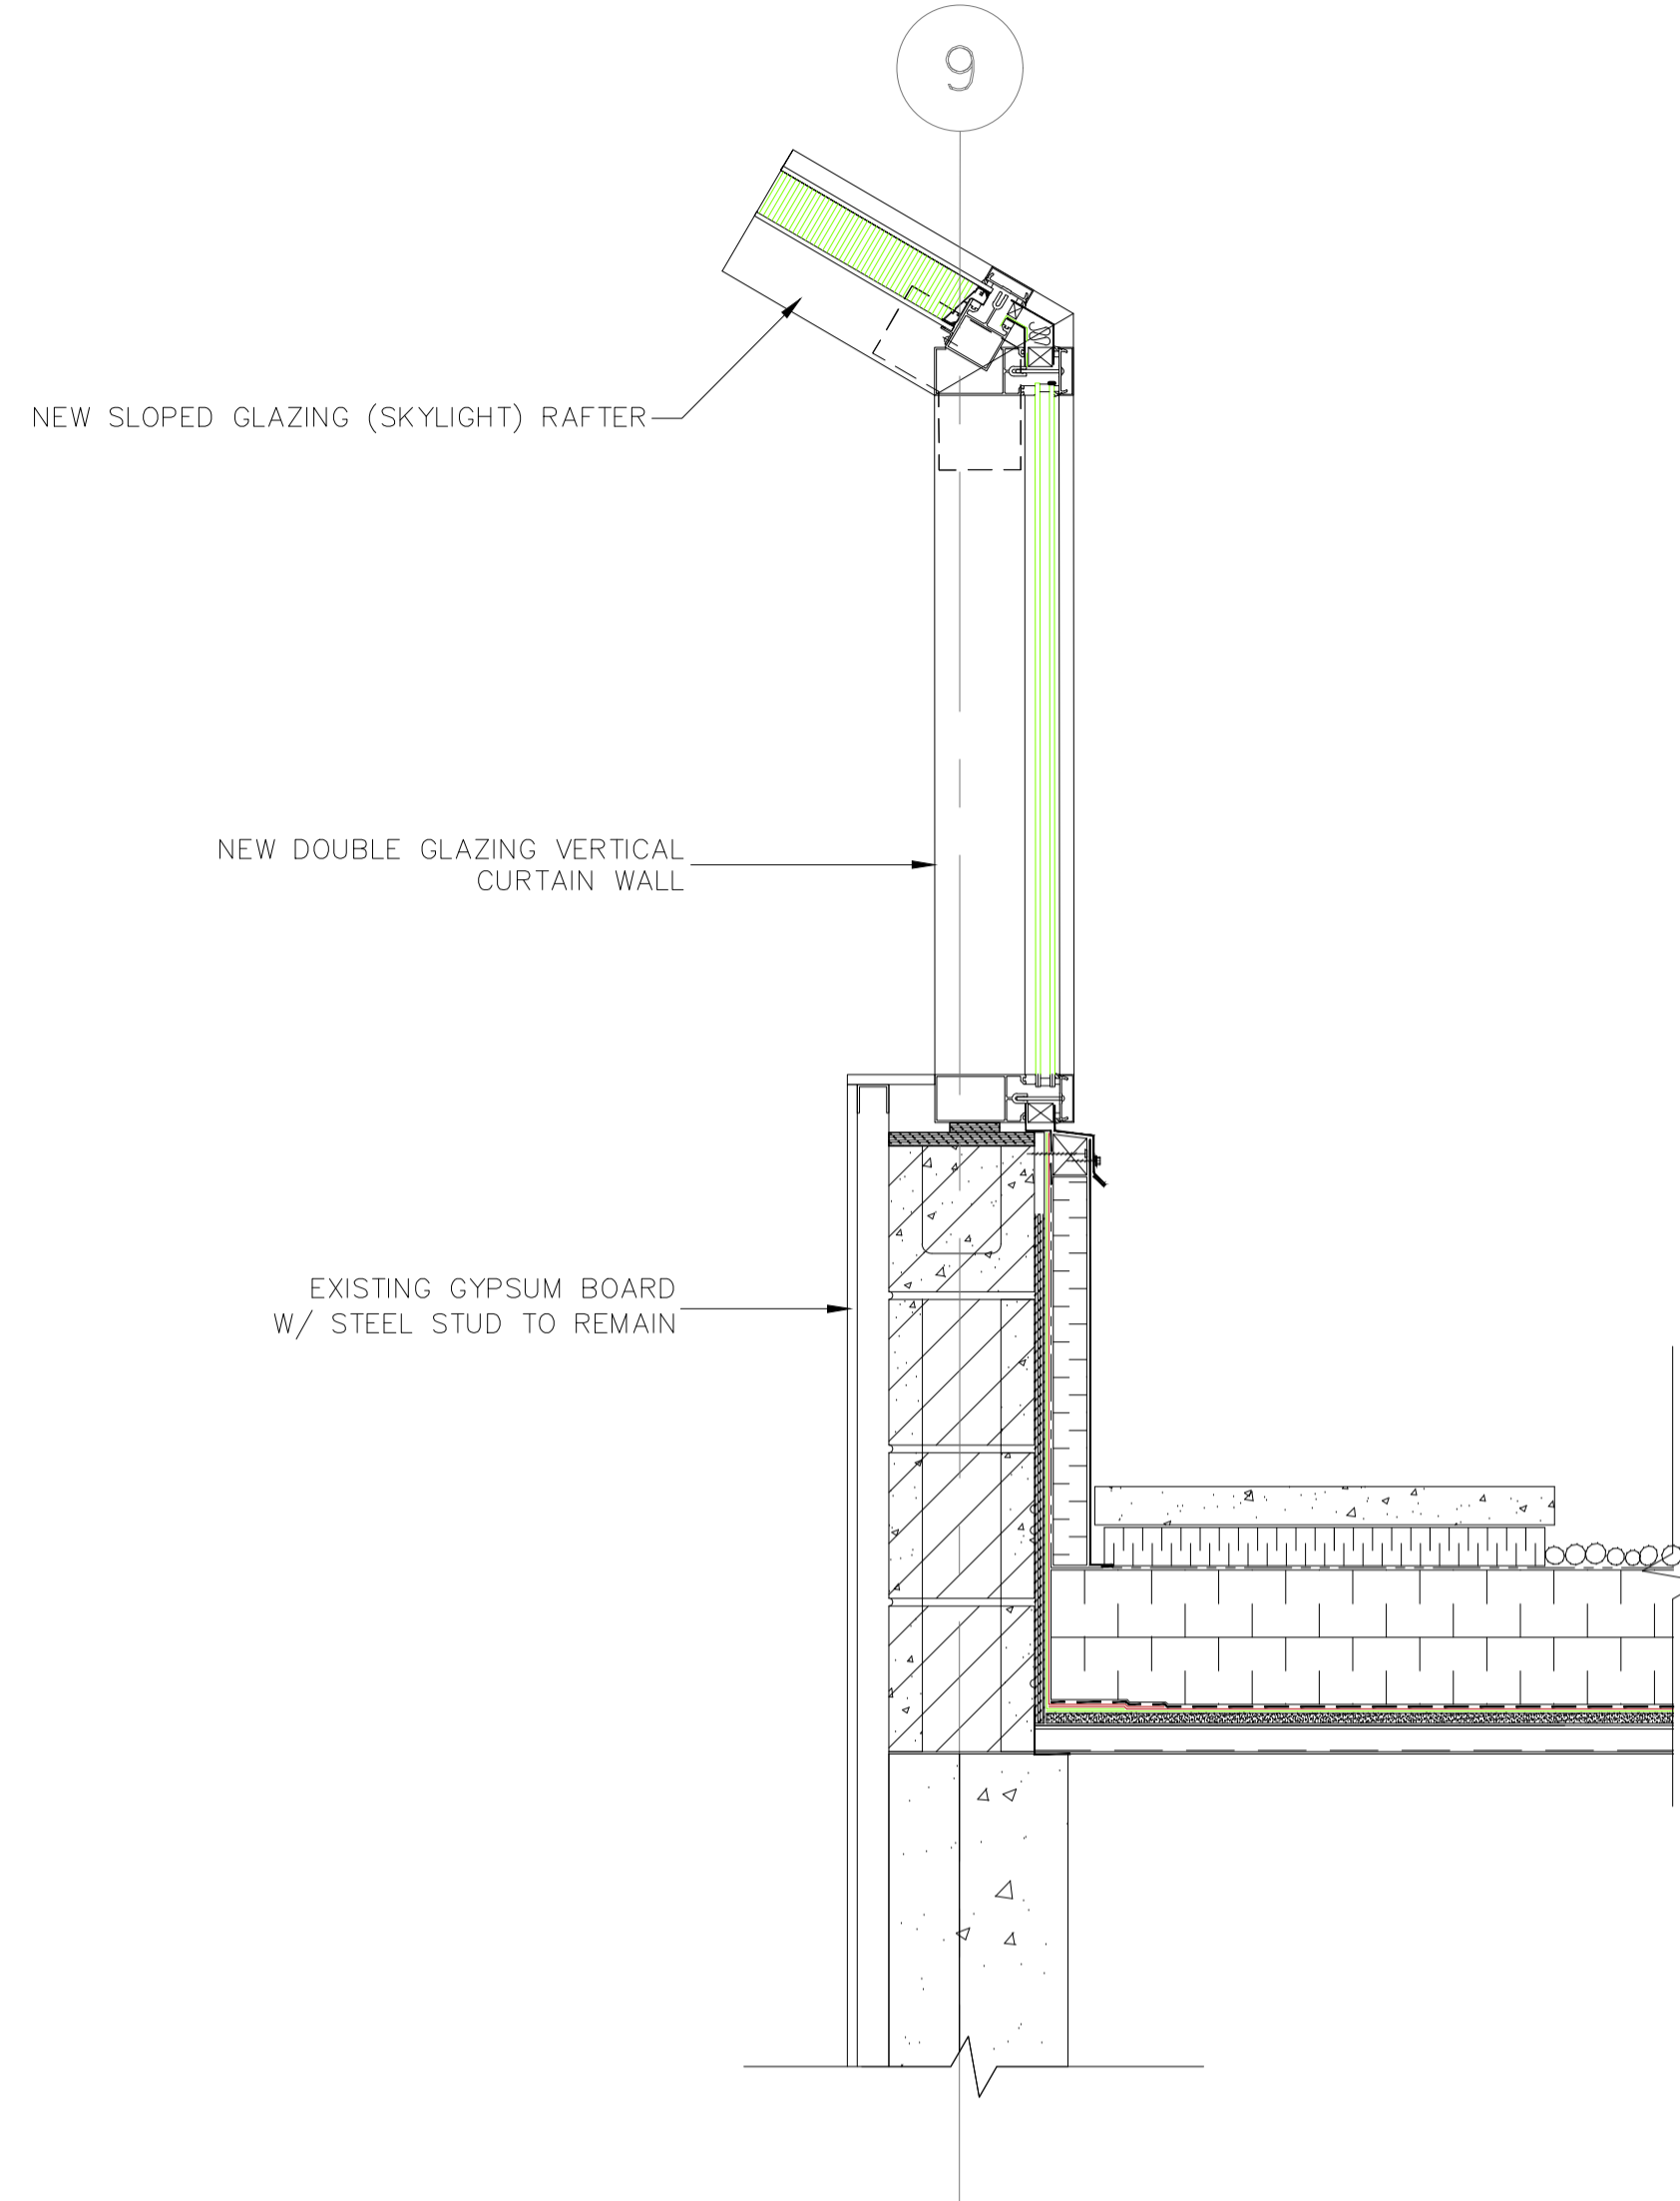 9
NEW SLOPED GLAZING (SKYLIGHT) RAFTER
NEW DOUBLE GLAZING VERTICAL
CURTAIN WALL
EXISTING GYPSUM BOARD
W/ STEEL STUD TO REMAIN